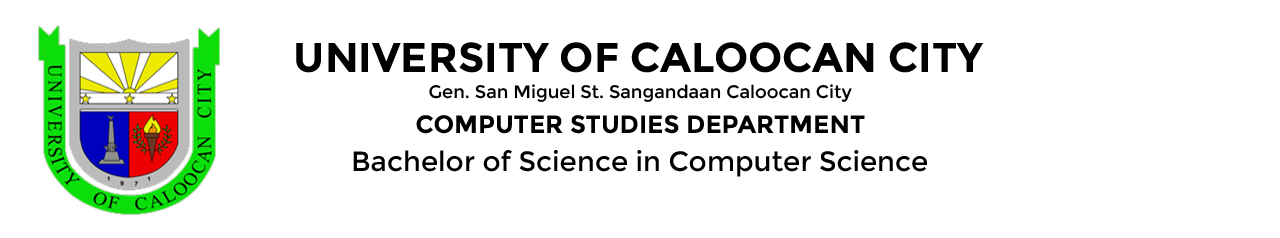 UNIVERSITY OF CALOOCAN CITY
1971
UNIVERSITY OF CALOOCAN CITY
Gen. San Miguel St. Sangandaan Caloocan City
COMPUTER STUDIES DEPARTMENT
Bachelor of Science in Computer Science